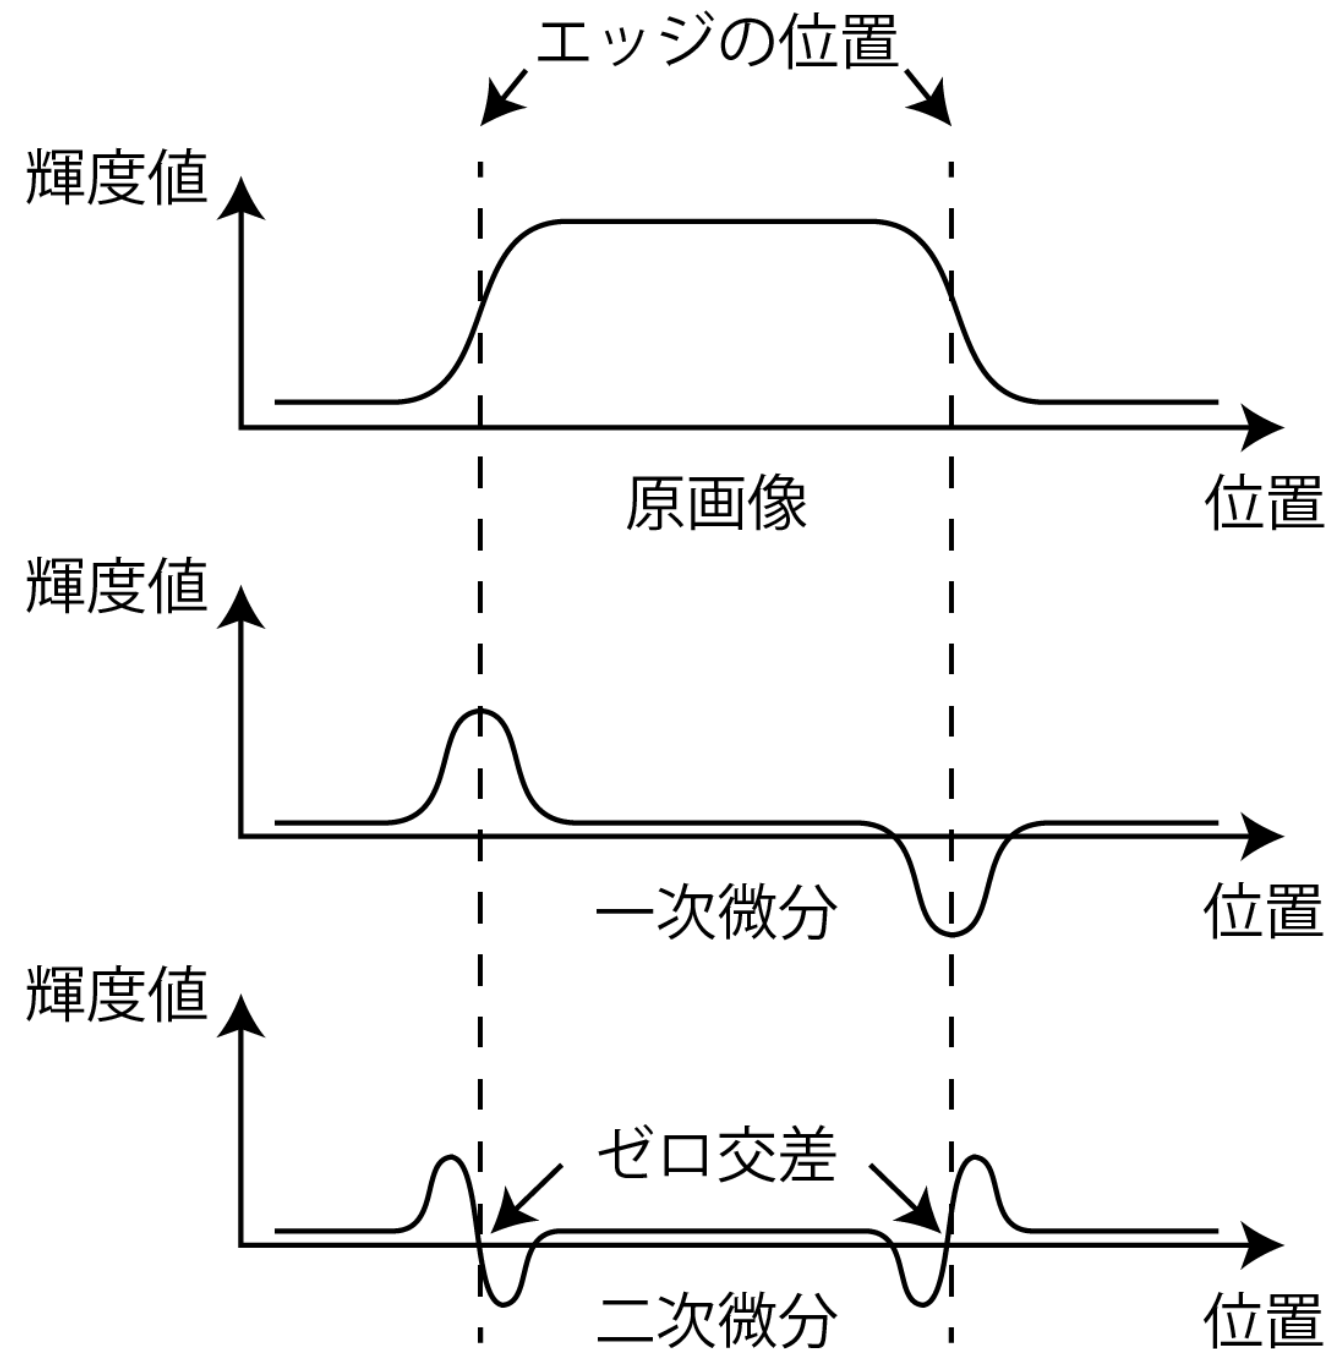 エッジの位置
輝度値
原画像
位置
輝度値
一次微分
位置
輝度値
ゼロ交差
二次微分
位置